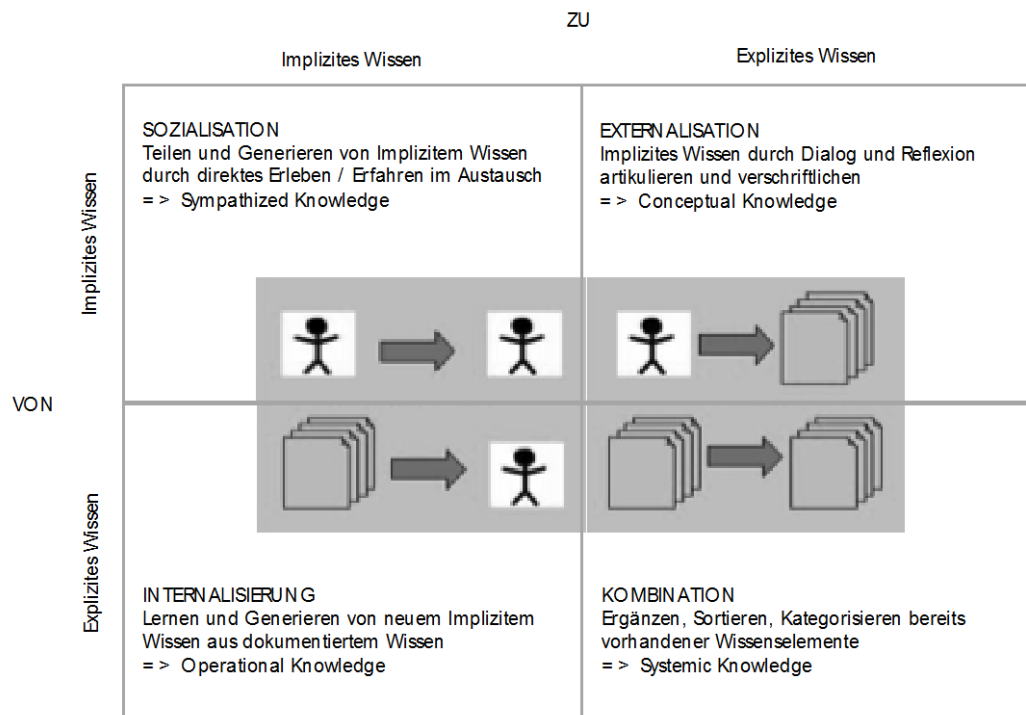 ZU
Implizites Wissen
Explizites Wissen
Implizites Wissen
SOZIALISATION
Teilen und Generieren von Implizitem Wissen
durch direktes Erleben / Erfahren im Austausch
= > Sympathized Knowledge
EXTERNALISATION
Implizites Wissen durch Dialog und Reflexion
artikulieren und verschriftlichen
= > Conceptual Knowledge
VON
Explizites Wissen
INTERNALISIERUNG
Lernen und Generieren von neuem Implizitem
Wissen aus dokumentiertem Wissen
= > Operational Knowledge
KOMBINATION
Ergänzen, Sortieren, Kategorisieren bereits
vorhandener Wissenselemente
= > Systemic Knowledge